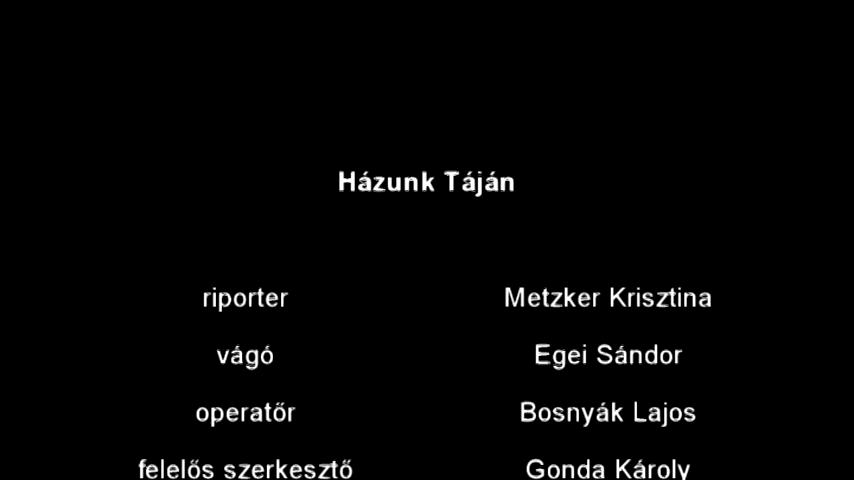 Házunk Táján
riporter Metzker Krisztina
vágó Egei Sándor
operatőr Bosnyák Lajos
felelős szerkesztő Gonda Károly